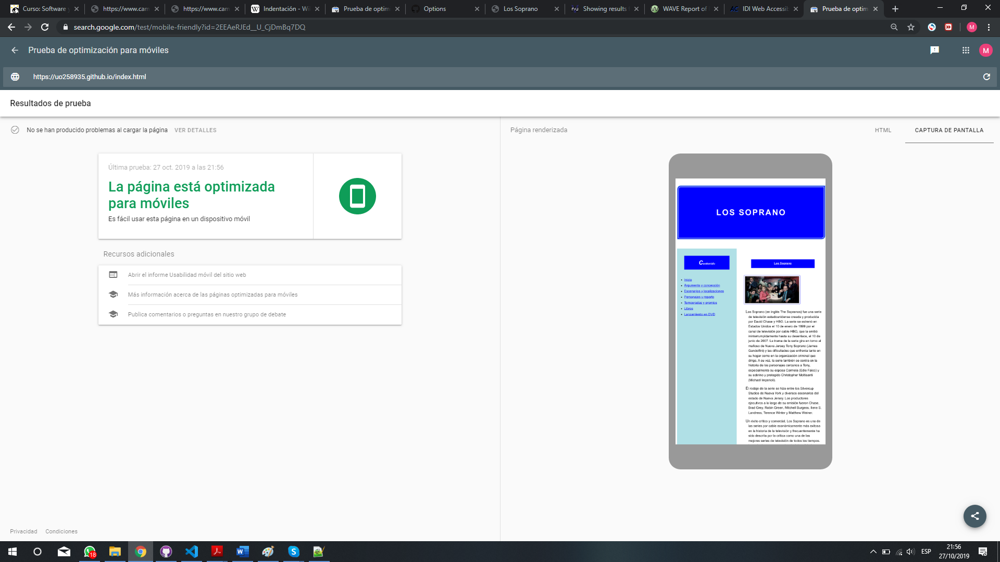 Curso: Software y
https://www.cam
https://www.cam
Indentación - Wi
Prueba de optim
Options
Los Soprano
Showing results f
WAVE Report of
IDI Web Accessib
Prueba de optim
search.google.com/test/mobile-friendly?id=2EEAeRJEd__U_CjDmBq7DQ
M
Prueba de optimización para móviles
M
https://uo258935.github.io/index.html
Resultados de prueba
No se han producido problemas al cargar la página VER DETALLES
Página renderizada
HTML
CAPTURA DE PANTALLA
Última prueba: 27 oct. 2019 a las 21:56
La página está optimizada
para móviles
Es fácil usar esta página en un dispositivo móvil
Recursos adicionales
Abrir el informe Usabilidad móvil del sitio web
Más información acerca de las páginas optimizadas para móviles
Publica comentarios o preguntas en nuestro grupo de debate
LOS SOPRANO
Contenido
Inicio
Argumento y concepción
Escenarios y localizaciones
Personajes y reparto
Temporadas y premios
Libros
Lanzamiento en DVD
Los Soprano
Los Soprano (en inglés The Sopranos) fue una serie
de televisión estadounidense creada y producida
por David Chase y HBO. La serie se estrenó en
Estados Unidos el 10 de enero de 1999 por el
canal de televisión por cable HBO, que la emitió
ininterrumpidamente hasta su desenlace, el 10 de
junio de 2007. La trama de la serie gira en torno al
mafioso de Nueva Jersey Tony Soprano (James
Gandolfini) y las dificultades que enfrenta tanto en
su hogar como en la organización criminal que
dirige. A su vez, la serie también se centra en la
historia de los personajes cercanos a Tony,
especialmente su esposa Carmela (Edie Falco) y
su sobrino y protegido Christopher Moltisanti
(Michael Imperioli).
El rodaje de la serie se hizo entre los Silvercup
Studios de Nueva York y diversos escenarios del
estado de Nueva Jersey. Los productores
ejecutivos a lo largo de su emisión fueron Chase,
Brad Grey, Robin Green, Mitchell Burgess, Ilene S.
Landress, Terence Winter y Matthew Weiner.
Un éxito crítico y comercial, Los Soprano es una de
las series por cable económicamente más exitosa
en la historia de la televisión y frecuentemente ha
sido descrita por la crítica como una de las
mejores series de televisión de todos los tiempos.
Privacidad
Condiciones
18
ESP
21:56
27/10/2019